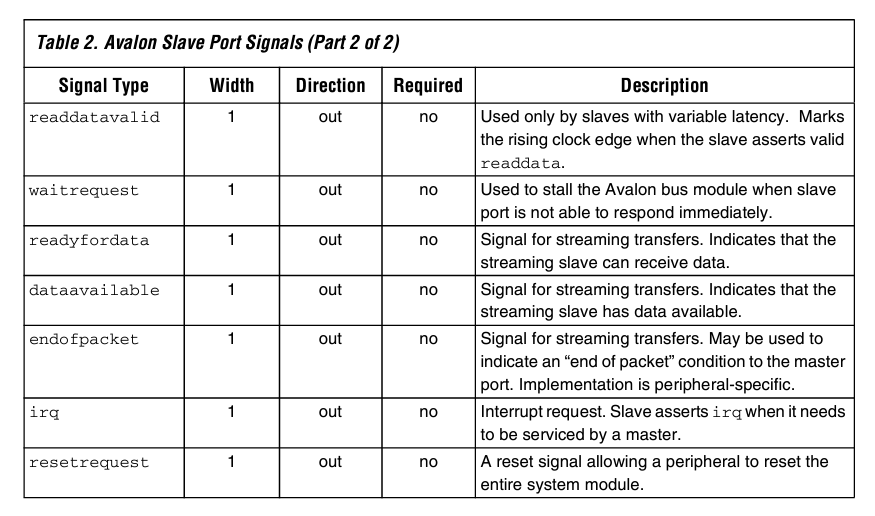 Table 2. Avalon Slave Port Signals (Part 2 of 2)
Signal Type Width Direction Required Description
readdatavalid 1 out no Used only by slaves with variable latency. Marks
the rising clock edge when the slave asserts valid
readdata.
waitrequest 1 out no Used to stall the Avalon bus module when slave
port is not able to respond immediately.
readyfordata 1 out no Signal for streaming transfers. Indicates that the
streaming slave can receive data.
dataavailable 1 out no Signal for streaming transfers. Indicates that the
streaming slave has data available.
endofpacket 1 out no Signal for streaming transfers. May be used to
indicate an “end of packet” condition to the master
port. Implementation is peripheral-specific.
irq 1 out no Interrupt request. Slave asserts irq when it needs
to be serviced by a master.
resetrequest 1 out no A reset signal allowing a peripheral to reset the
entire system module.